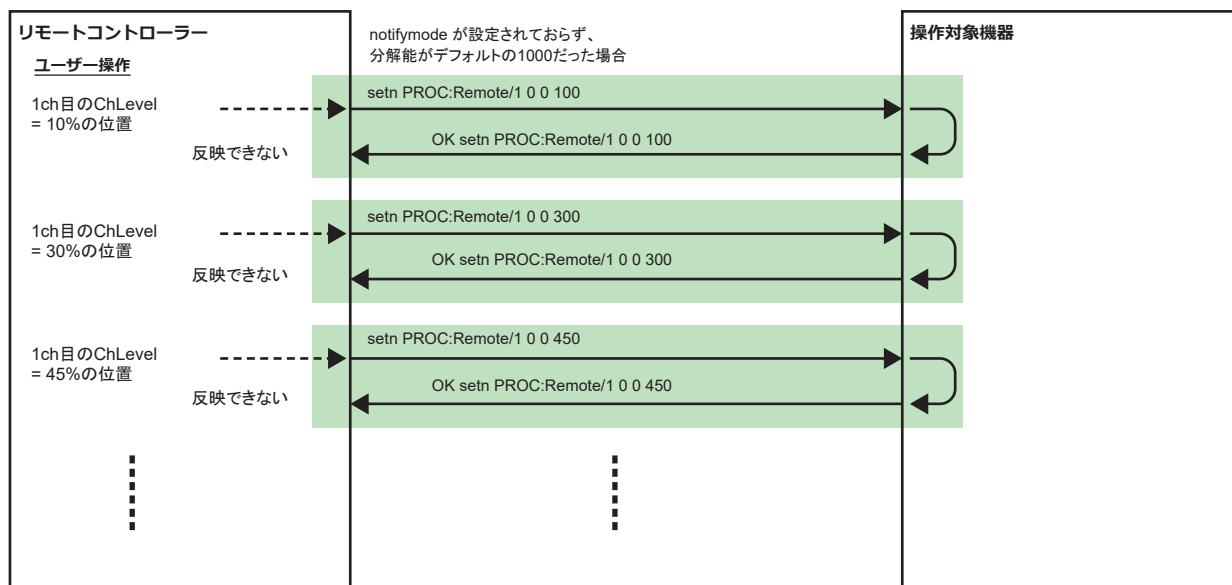 リモートコントローラー
ユーザー操作
notifymode が設定されておらず、
分解能がデフォルトの1000だった場合
操作対象機器
1ch目のChLevel
= 10%の位置
setn PROC:Remote/1 0 0 100
OK setn PROC:Remote/1 0 0 100
反映できない
1ch目のChLevel
= 30%の位置
setn PROC:Remote/1 0 0 300
OK setn PROC:Remote/1 0 0 300
反映できない
1ch目のChLevel
= 45%の位置
setn PROC:Remote/1 0 0 450
OK setn PROC:Remote/1 0 0 450
反映できない